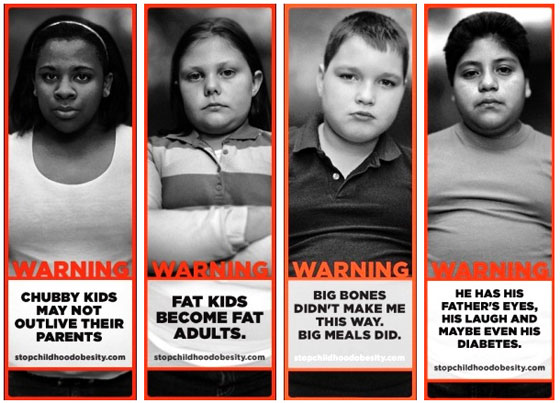 WARNING
CHUBBY KIDS
MAY NOT
OUTLIVE THEIR
PARENTS
stopchildhoodobesity.com
WARNING
FAT KIDS
BECOME FAT
ADULTS.
stopchildhoodobesity.com
WARNING
BIG BONES
DIDN'T MAKE ME
THIS WAY.
BIG MEALS DID.
stopchildhoodobesity.com
WARNING
HE HAS HIS
FATHER'S EYES,
HIS LAUGH AND
MAYBE EVEN HIS
DIABETES.
stopchildhoodobesity.com